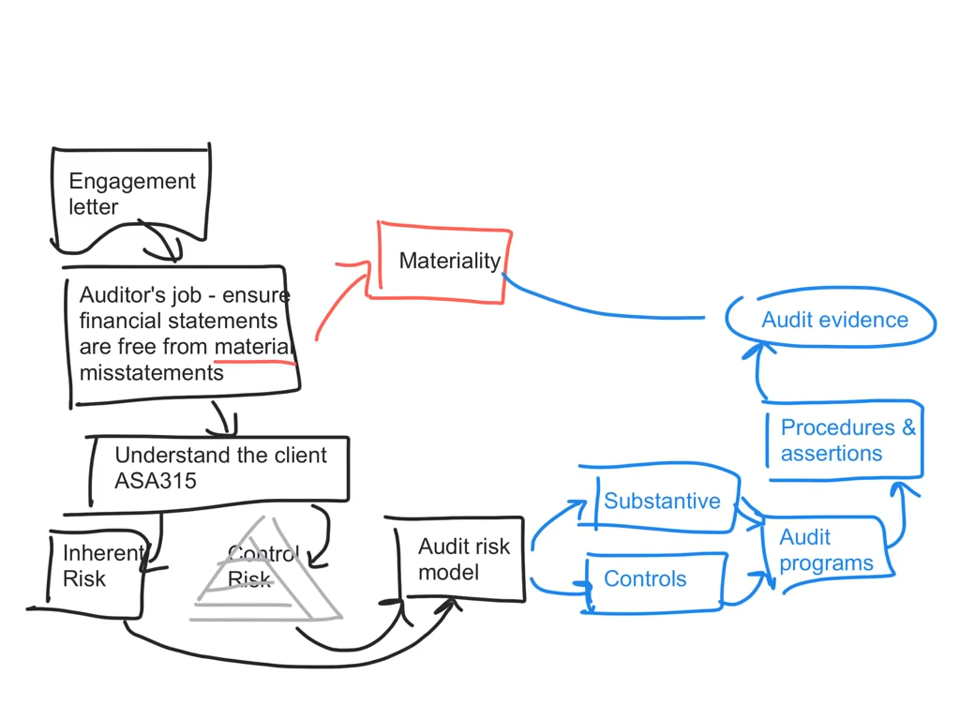 Engagement
letter
Auditor's job - ensure
financial statements
are free from material
misstatements
Materiality
Understand the client
ASA315
Inherent
Risk
Control
Risk
Audit risk
model
Substantive
Controls
Audit
programs
Procedures &
assertions
Audit evidence